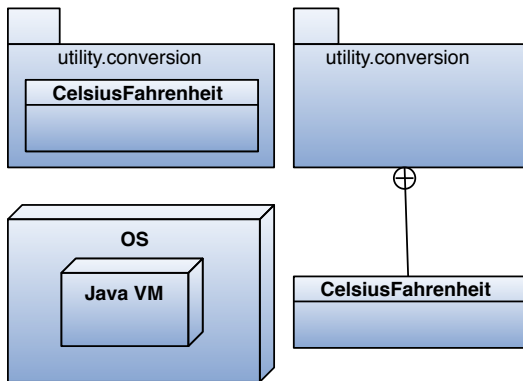 utility.conversion
CelsiusFahrenheit
utility.conversion
OS
Java VM
CelsiusFahrenheit